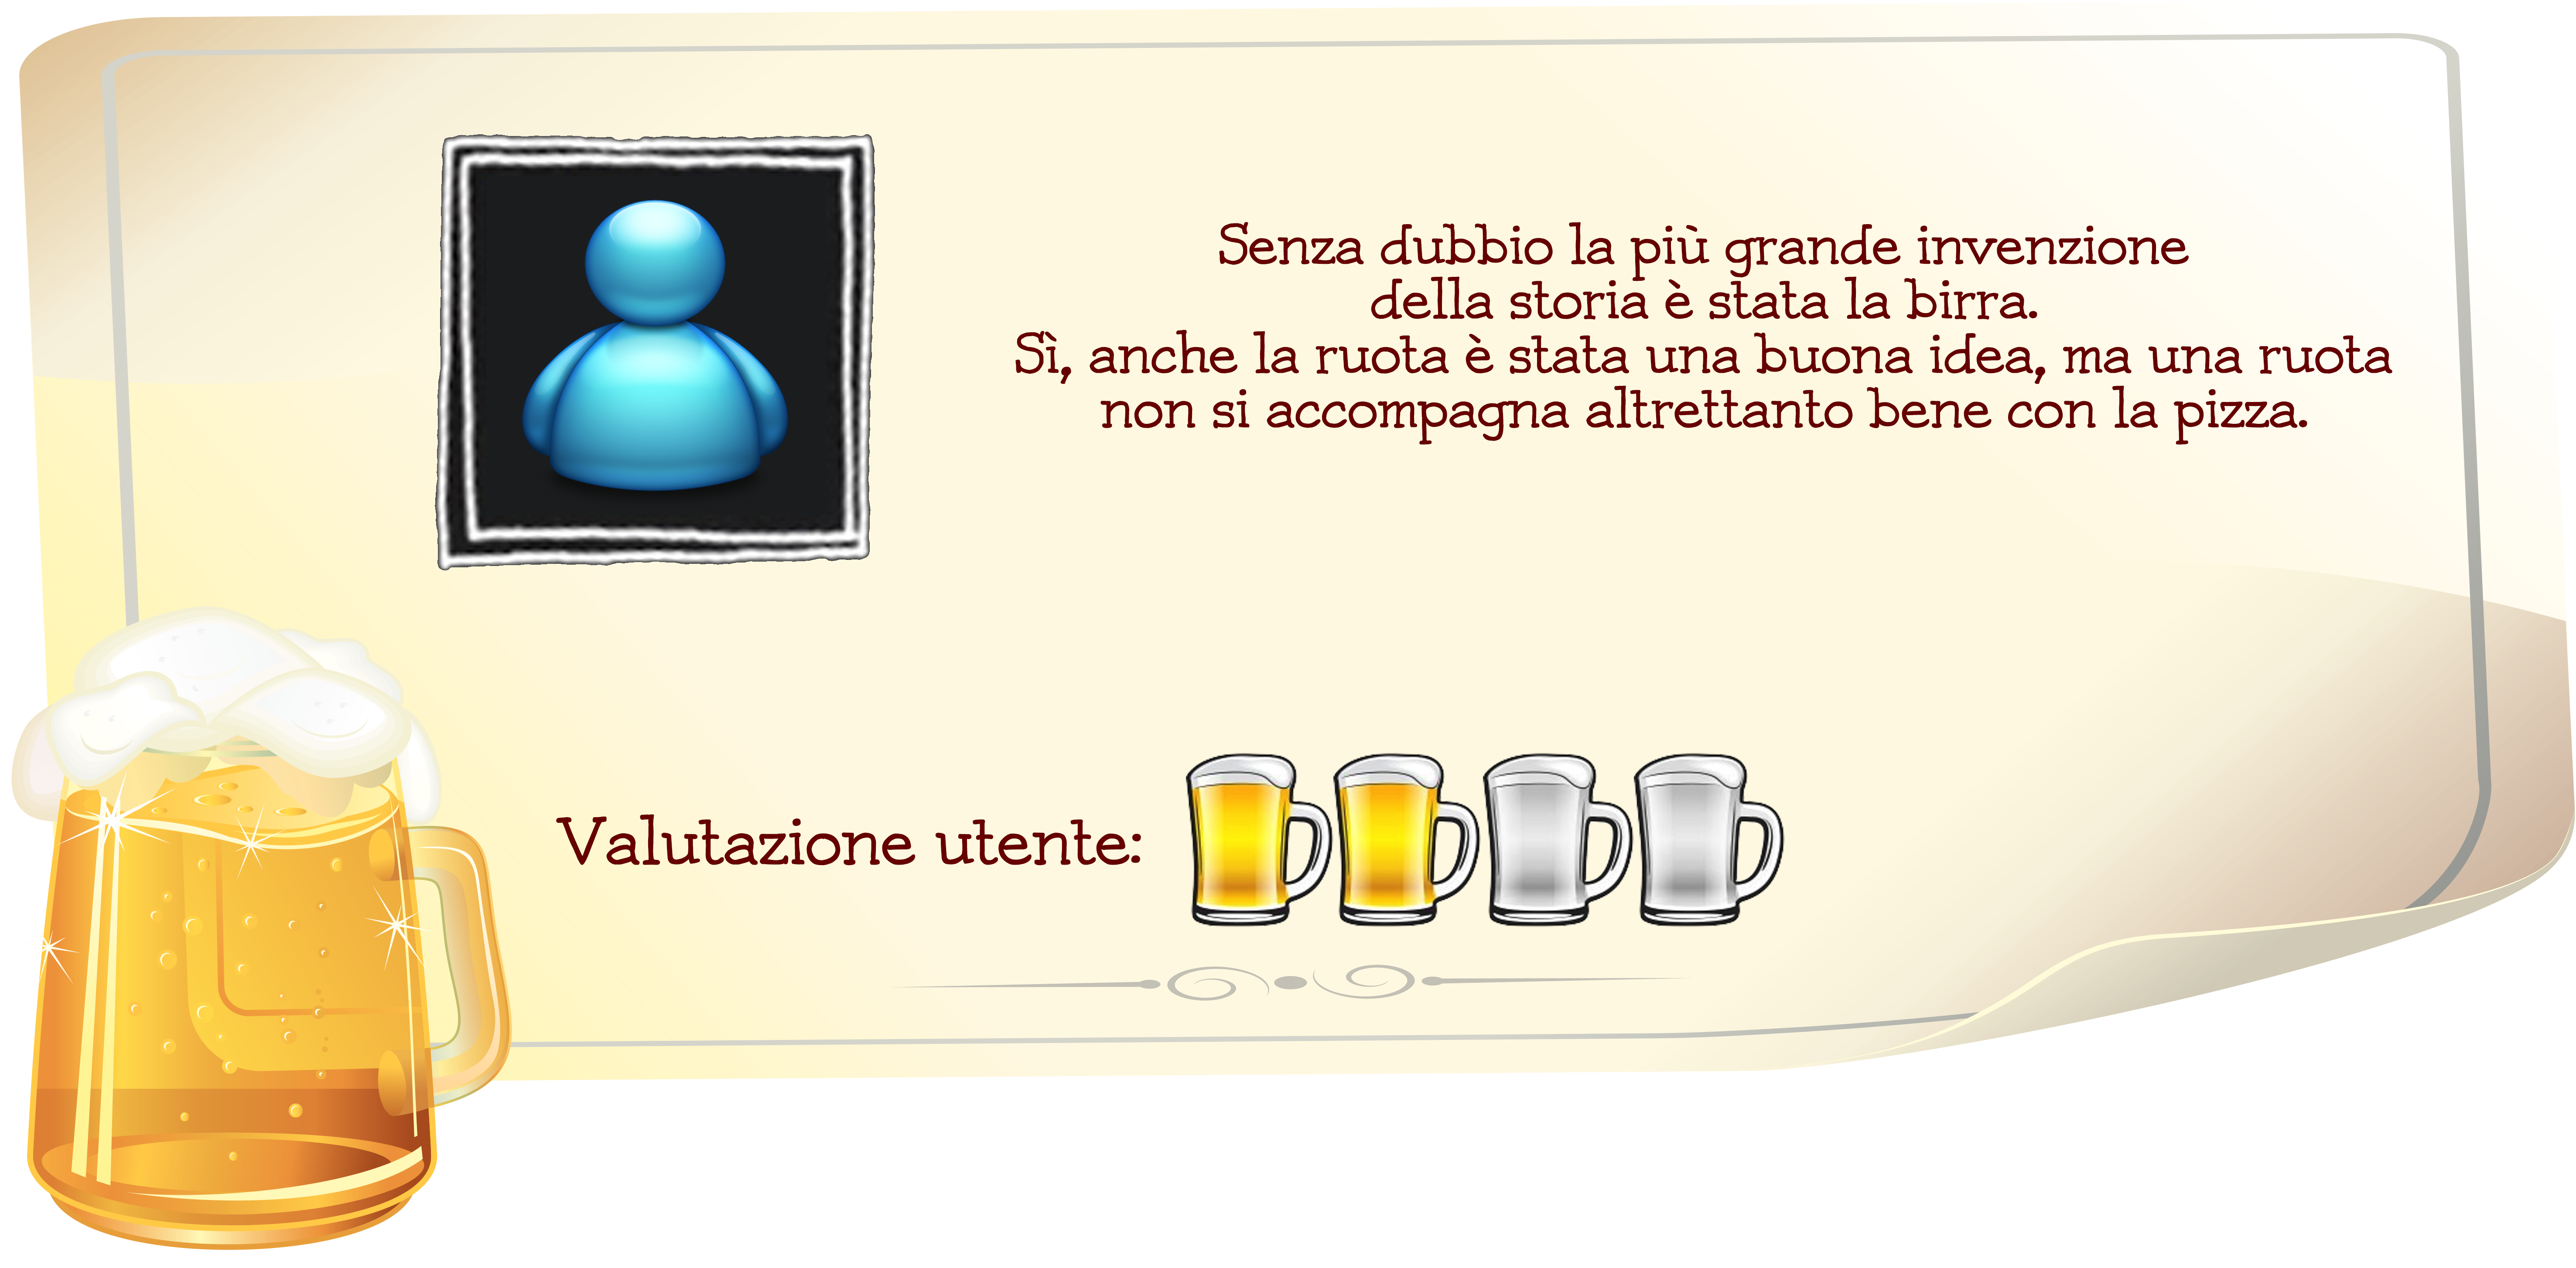 Senza dubbio la più grande invenzione
della storia è stata la birra.
Sì, anche la ruota è stata una buona idea, ma una ruota
non si accompagna altrettanto bene con la pizza.
Valutazione utente: